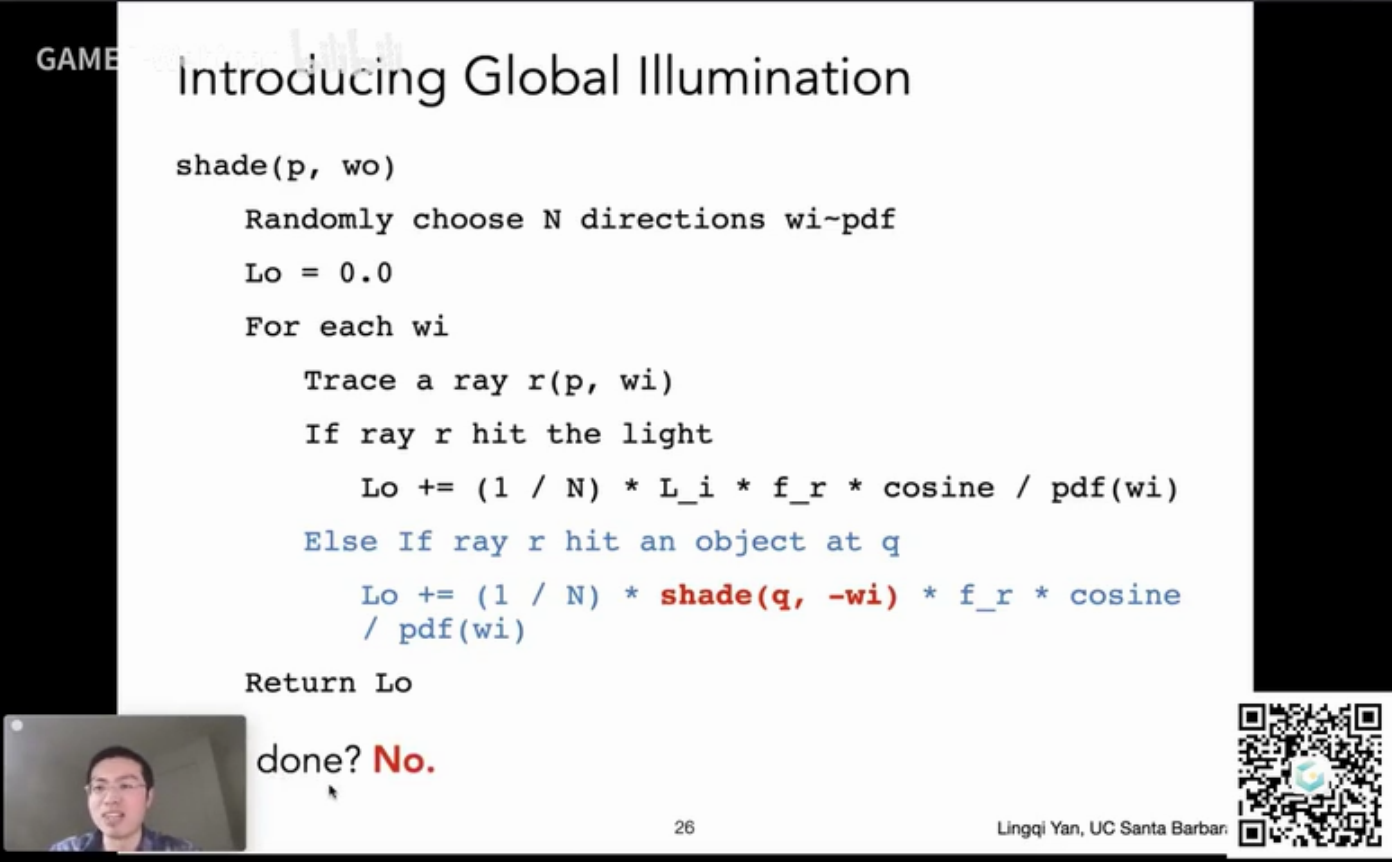 GAME
Introducing Global Illumination
shade(p, wo)
Randomly choose N directions wi~pdf
Lo = 0.0
For each wi
Trace a ray r(p, wi)
If ray r hit the light
Lo += (1 / N) * L_i * f_r * cosine / pdf(wi)
Else If ray r hit an object at q
Lo += (1 / N) * shade(q, -wi) * f_r * cosine
/ pdf(wi)
Return Lo
done? No.
26
Lingqi Yan, UC Santa Barbar